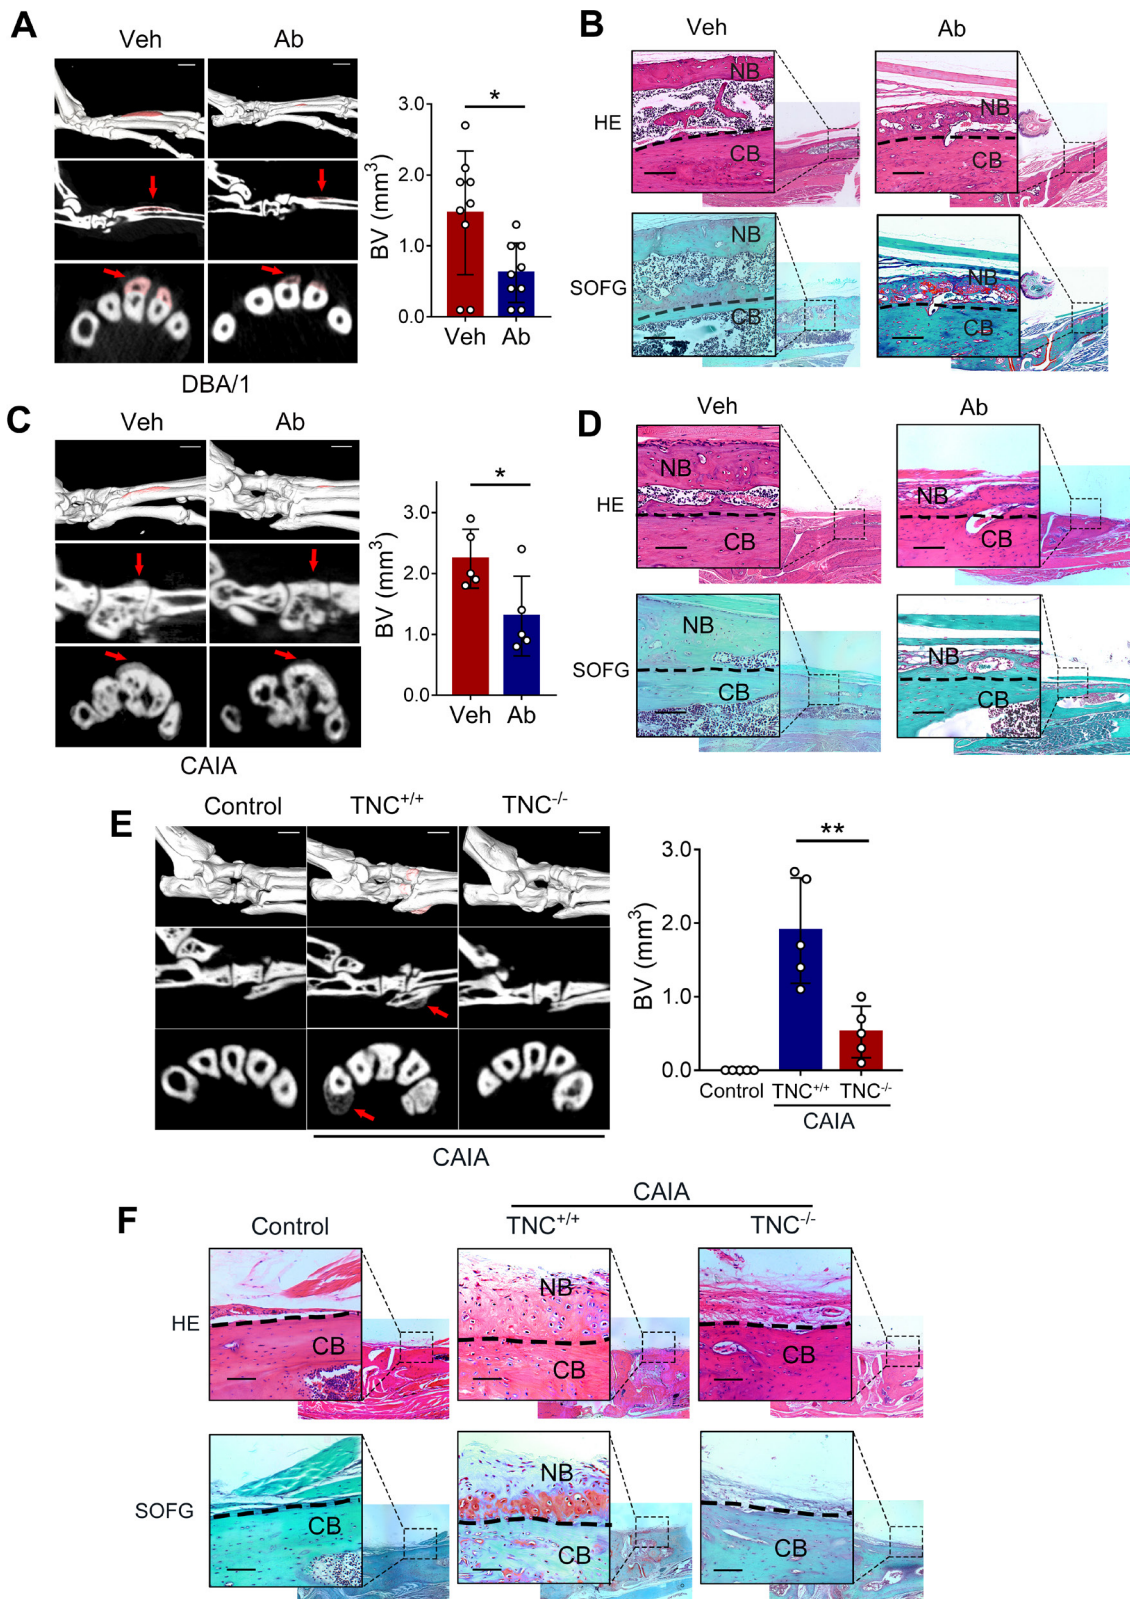 A
Veh
Ab
BV (mm³)
3.0
2.0
1.0
0.0
*
Veh
Ab
DBA/1
B
Veh
Ab
HE
NB
CB
NB
CB
SOFG
NB
CB
NB
CB
C
Veh
Ab
BV (mm³)
3.0
2.0
1.0
0.0
*
Veh
Ab
CAIA
D
Veh
Ab
HE
NB
CB
NB
CB
SOFG
NB
CB
NB
CB
E
Control
TNC+/+
TNC-/-
CAIA
BV (mm³)
3.0
2.0
1.0
0.0
**
Control
TNC+/+
TNC-/-
CAIA
F
CAIA
Control
TNC+/+
TNC-/-
HE
CB
NB
CB
CB
SOFG
CB
NB
CB
CB